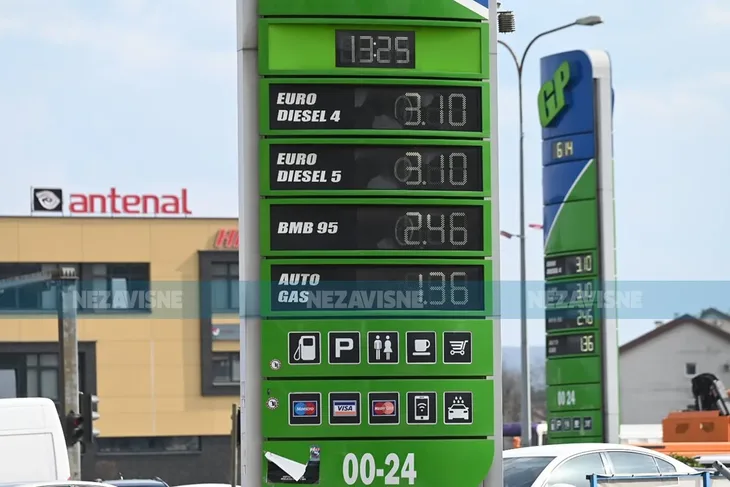 13:25
EURO
DIESEL 4 3.10
EURO
DIESEL 5 3.10
BMB 95 2.46
AUTO
GAS 1.36
P
VISA
00-24
antenal
GP
1614
3.10
3.10
2.46
1.36
00-24
P
NEZAVISNE NEZAVISNE NEZAVISNE